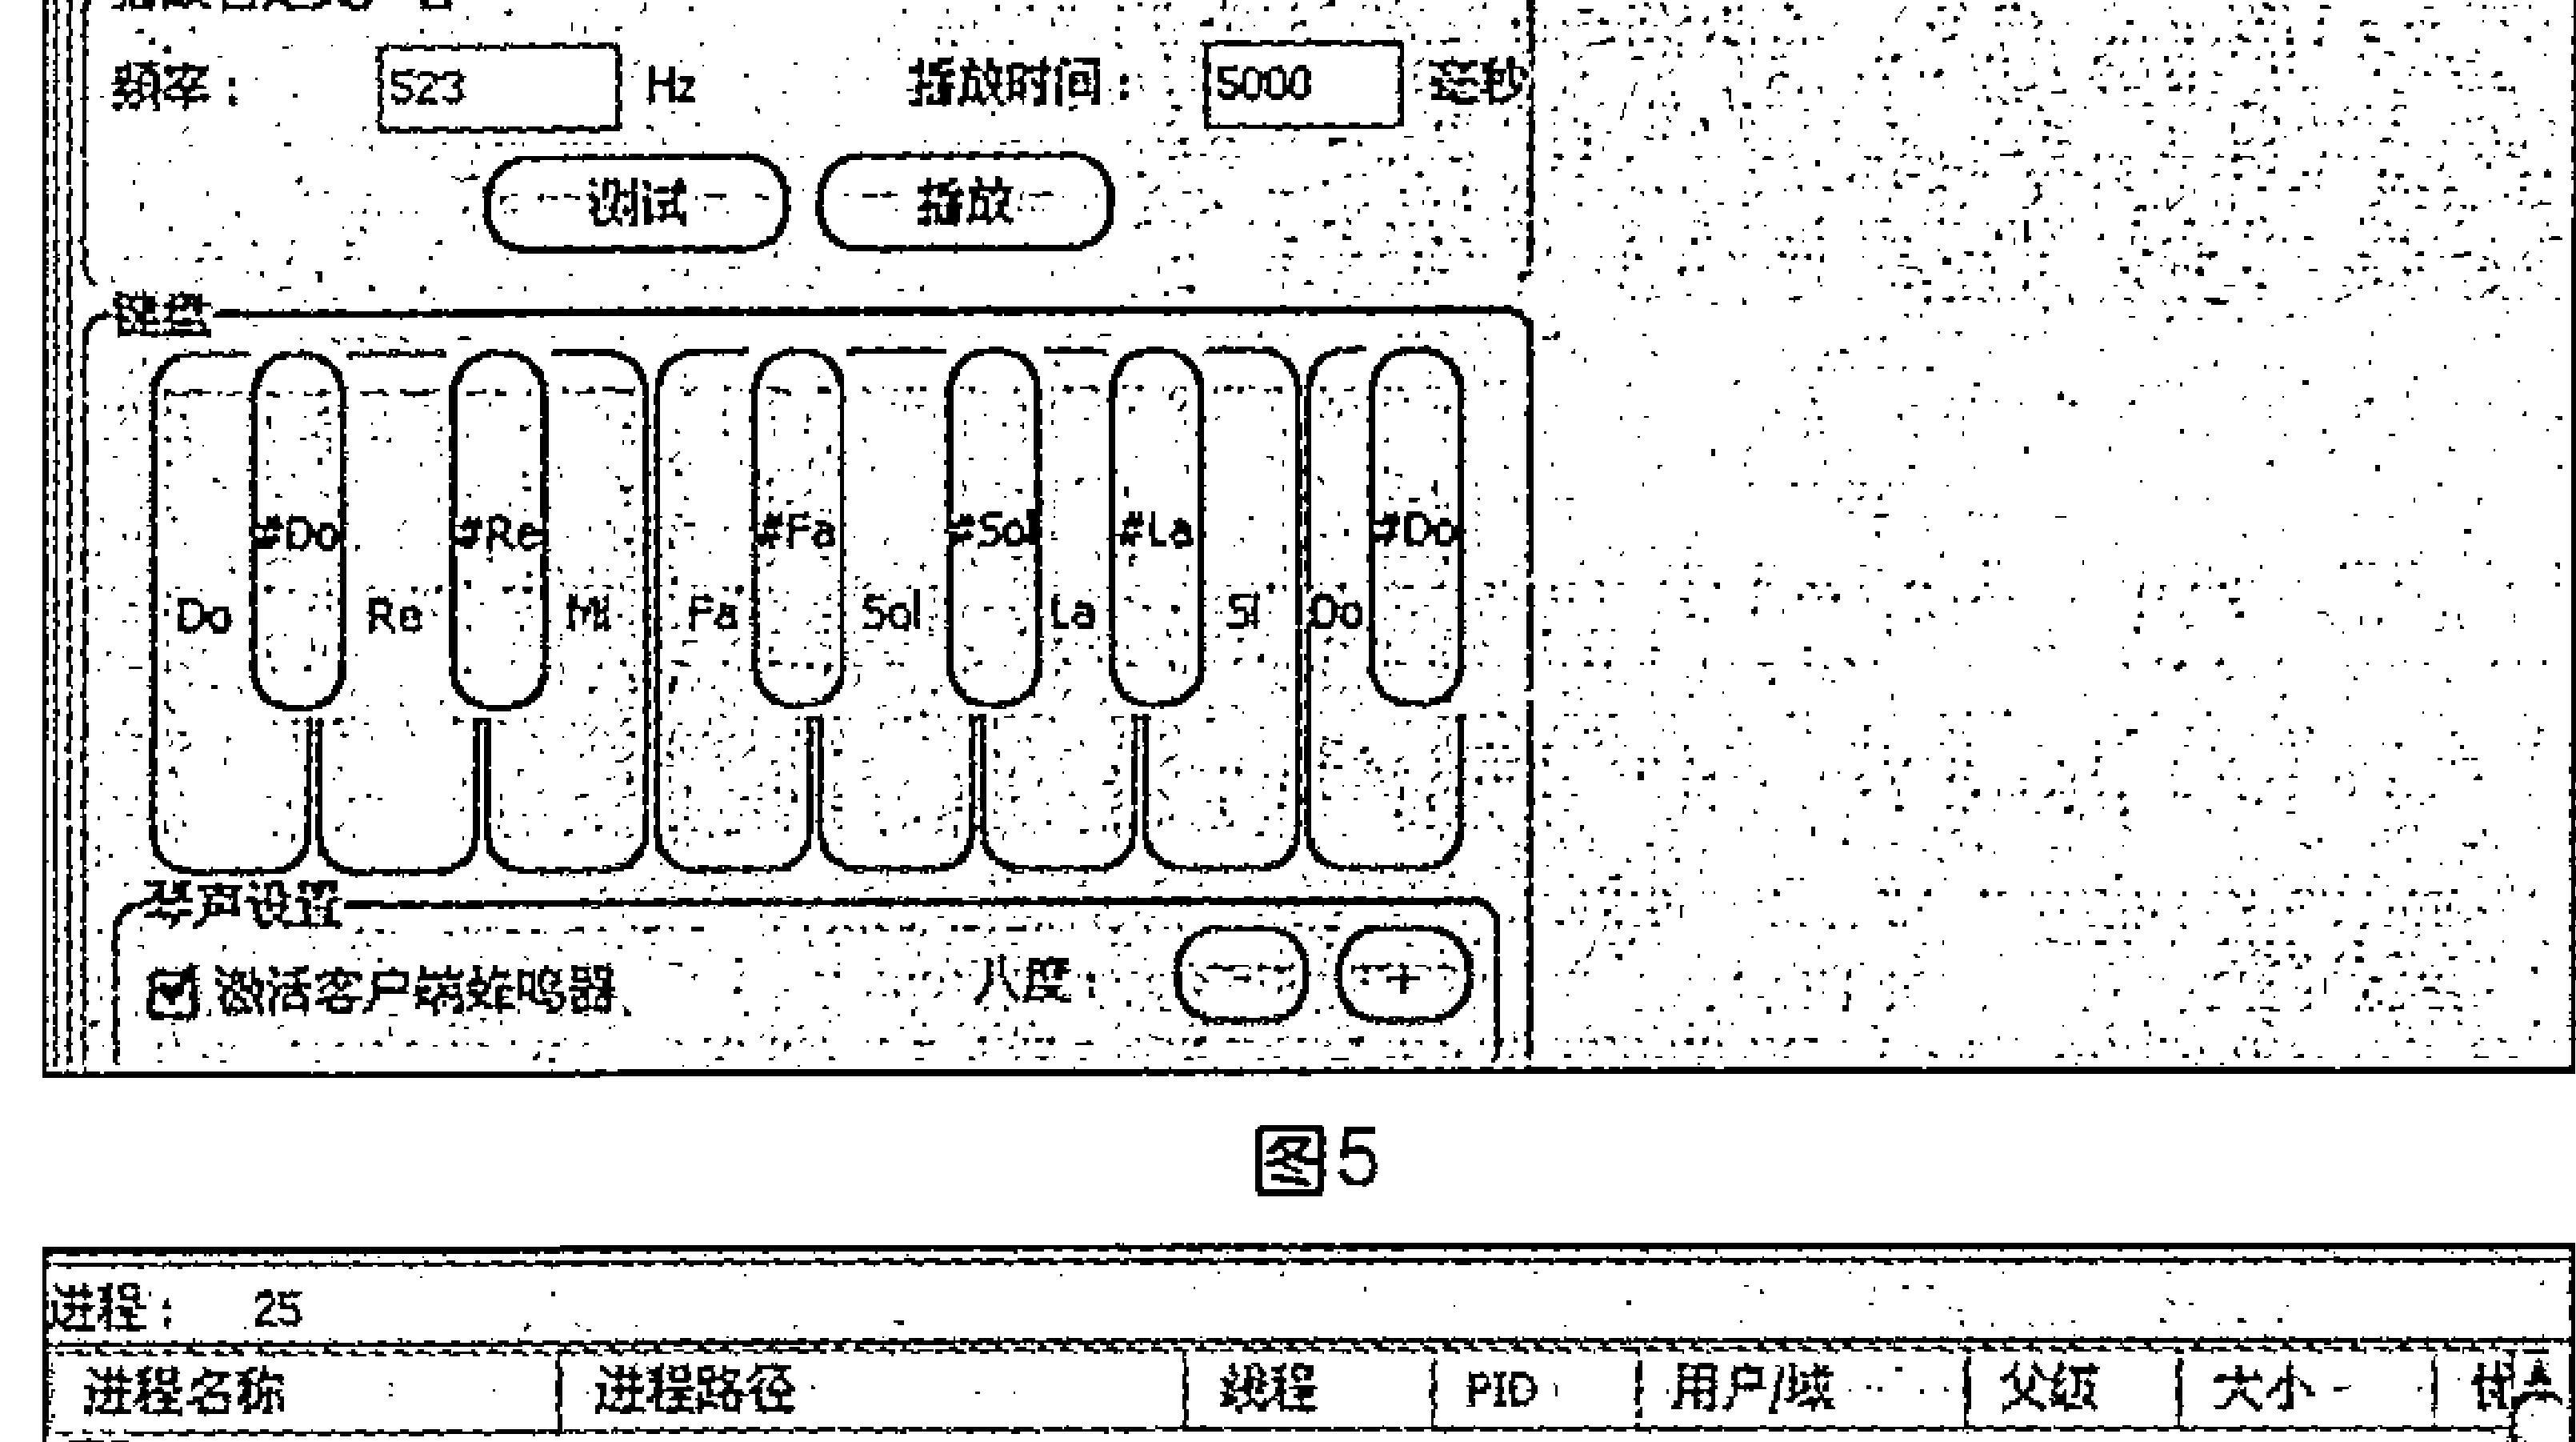 频率： 523 Hz 播放时间： 5000 毫秒
测试 播放
键盘
#Do #Re #Fa #Sol #La #Do
Do Re Mi Fa Sol La Si Do
琴声设置
激活客户端蜂鸣器 八度： - +
图5
进程： 25
进程名称 进程路径 线程 PID 用户/域 父级 大小